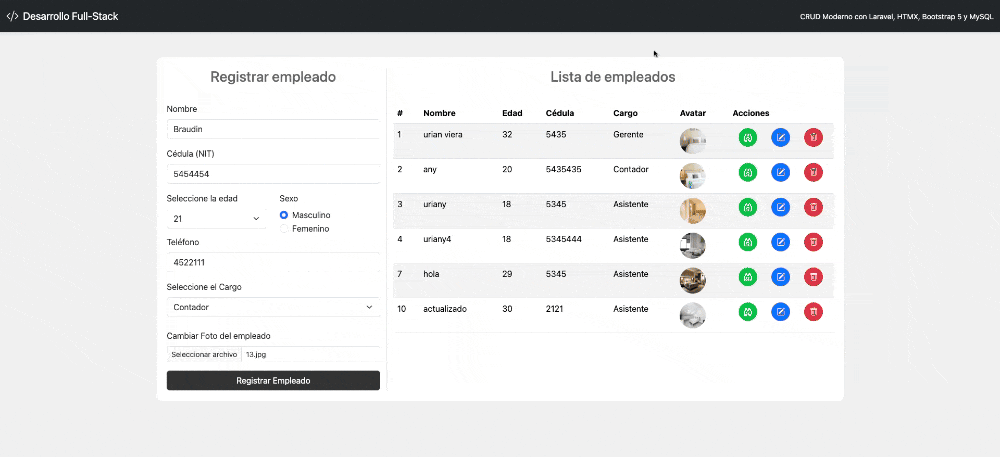 Desarrollo Full-Stack
CRUD Moderno con Laravel, HTMX, Bootstrap 5 y MySQL
Registrar empleado
Nombre
Braudin
Cédula (NIT)
5454454
Seleccione la edad
Sexo
21
Masculino
Femenino
Teléfono
4522111
Seleccione el Cargo
Contador
Cambiar Foto del empleado
Seleccionar archivo 13.jpg
Registrar Empleado
Lista de empleados
# Nombre Edad Cédula Cargo Avatar Acciones
1 urian viera 32 5435 Gerente
2 any 20 5435435 Contador
3 uriany 18 5345 Asistente
4 uriany4 18 5345444 Asistente
7 hola 29 5345 Asistente
10 actualizado 30 2121 Asistente